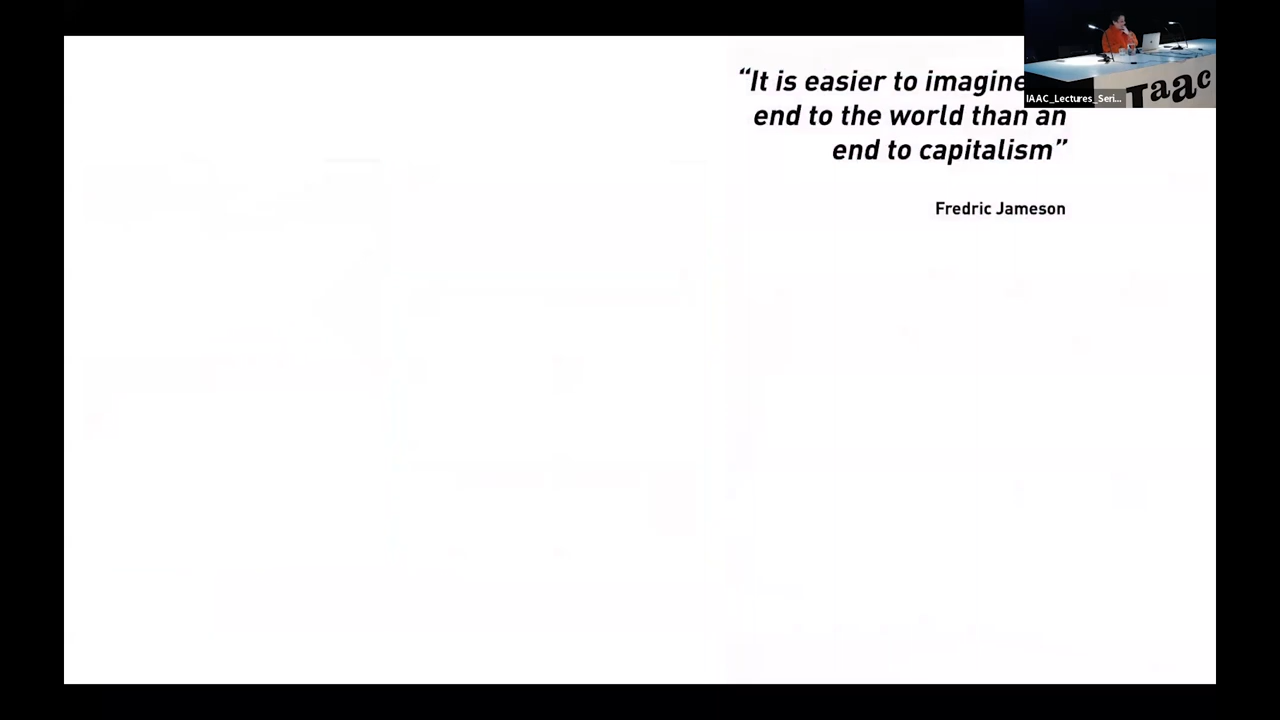 “It is easier to imagine
end to the world than an
end to capitalism”
Fredric Jameson
IAAC_Lectures_Seri...
Iaac